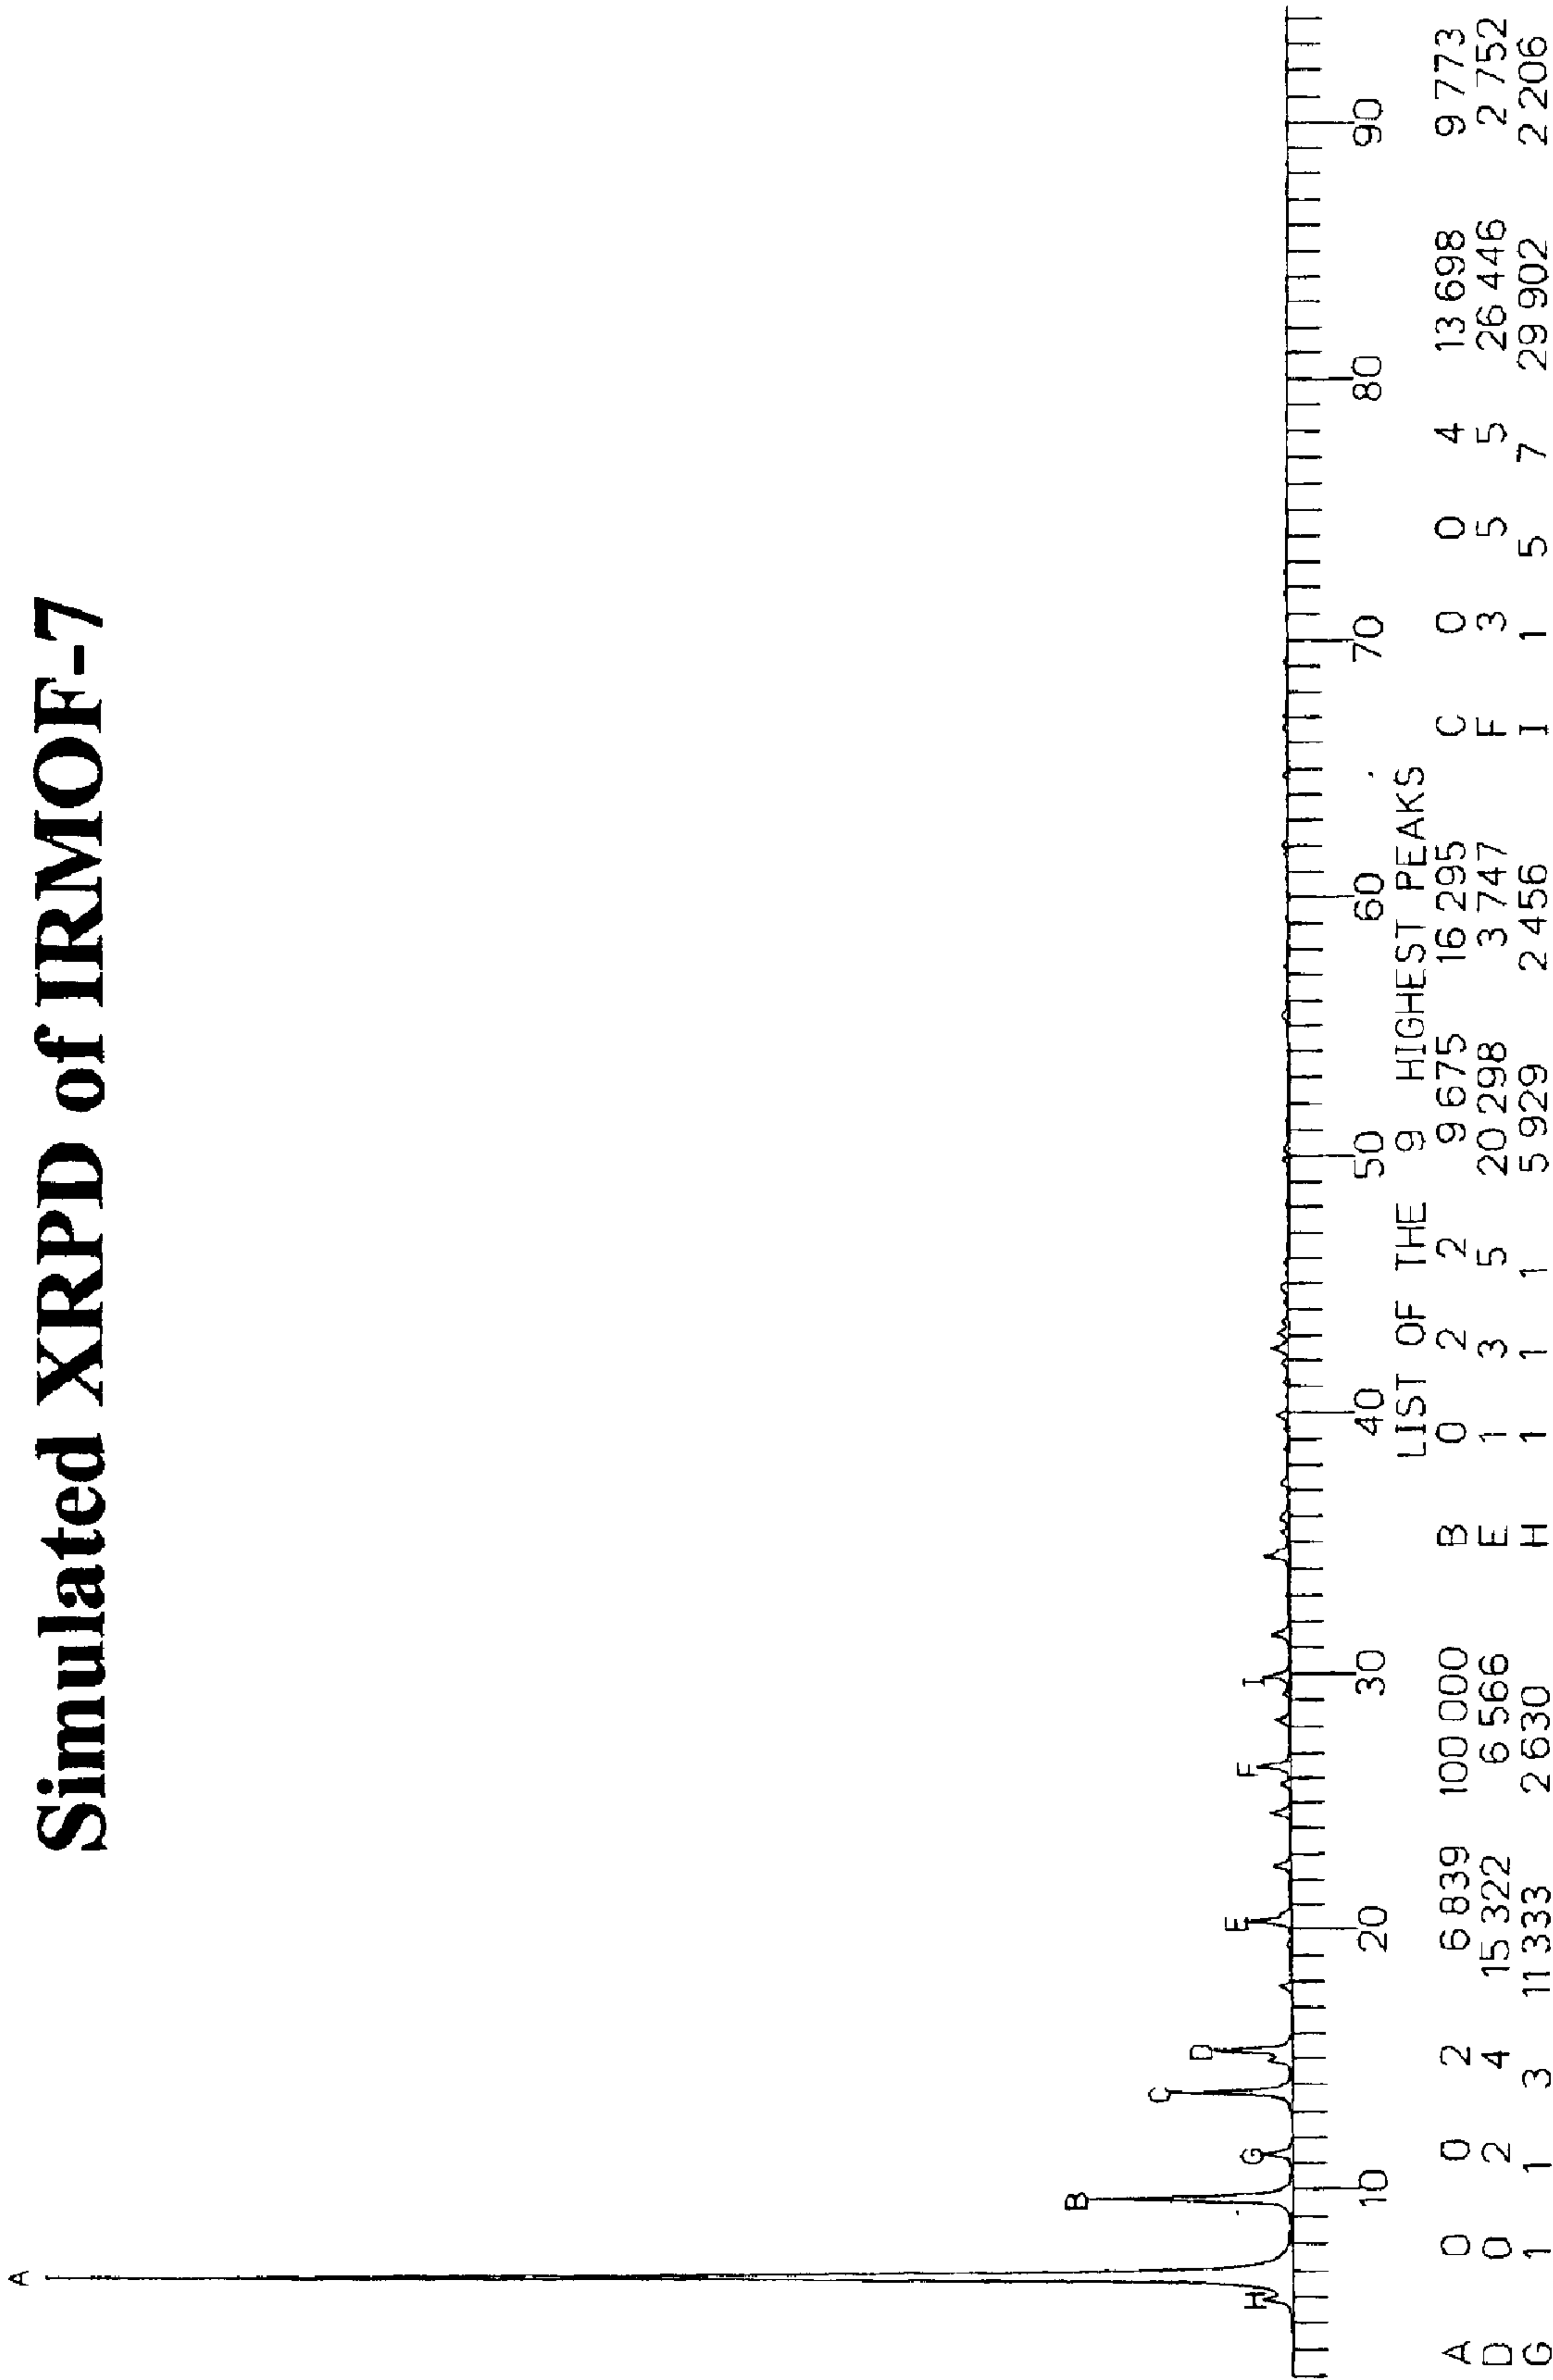 Simulated XRPD of IRMOF-7
A
B
C
D
E
F
G
H
I
10 20 30 40 50 60 70 80 90
LIST OF THE 9 HIGHEST PEAKS
A 0 0 2 6 839 100 000 B 0 2 2 9 675 16 295 C 0 0 4 13 698 9 773
D 0 2 4 15 322 6 566 E 1 3 5 20 298 3 747 F 3 5 5 26 446 2 752
G 1 1 3 11 333 2 630 H 1 1 1 5 929 2 456 I 1 5 7 29 902 2 206